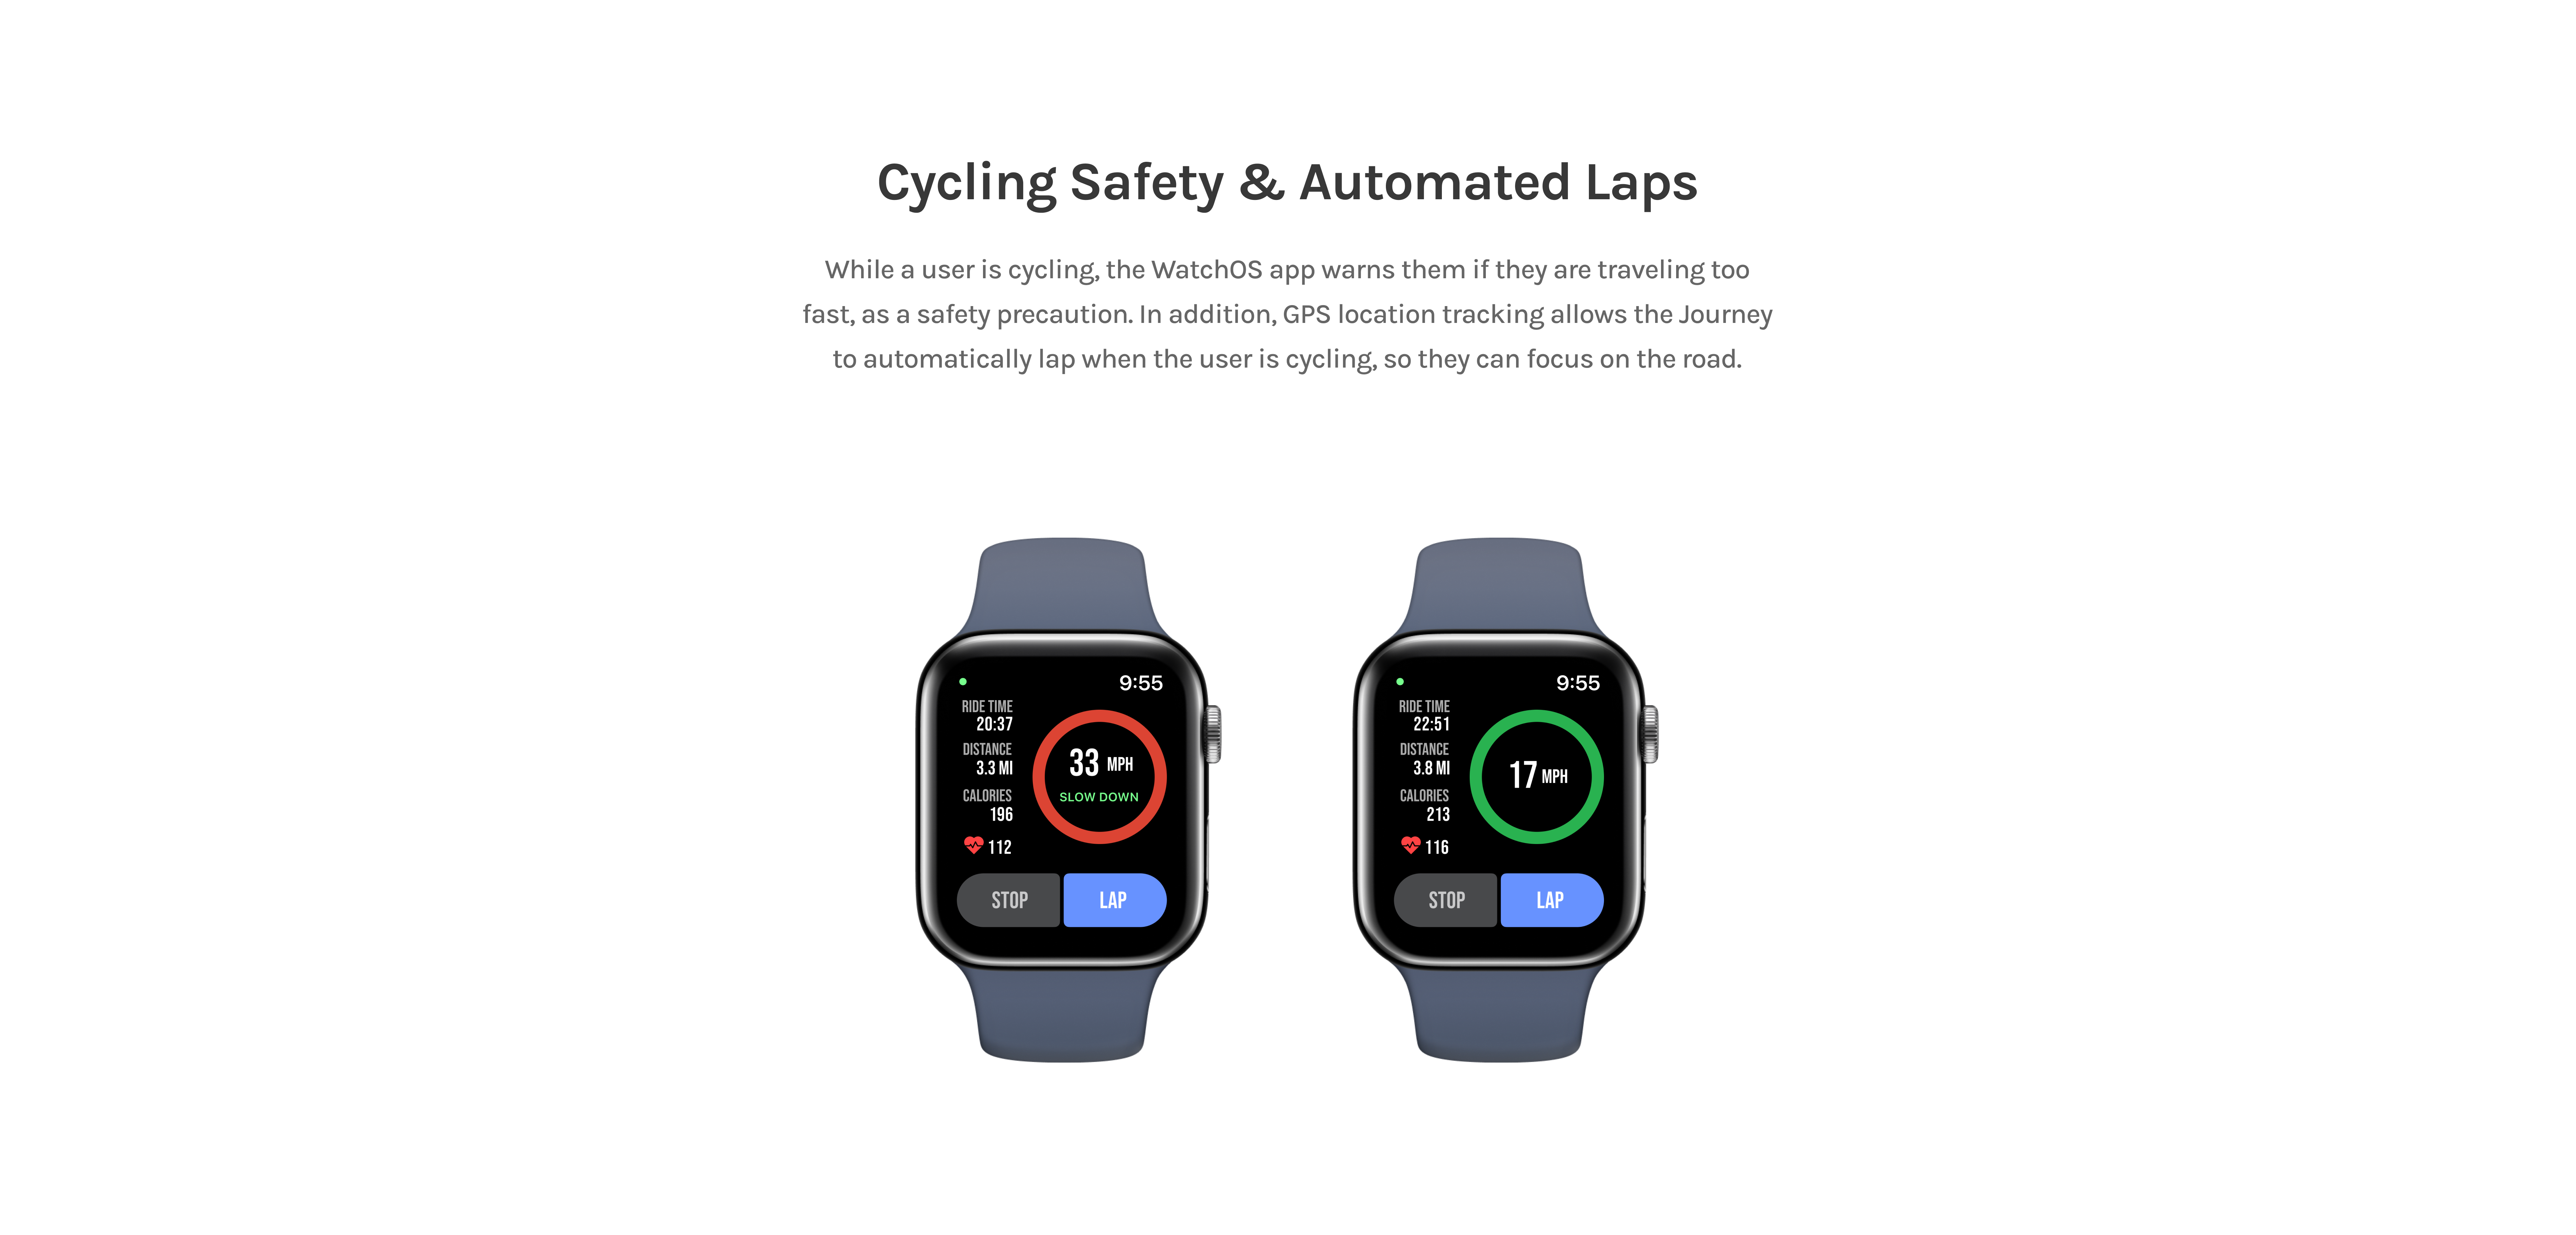 Cycling Safety & Automated Laps
While a user is cycling, the WatchOS app warns them if they are traveling too
fast, as a safety precaution. In addition, GPS location tracking allows the Journey
to automatically lap when the user is cycling, so they can focus on the road.
9:55
RIDE TIME
20:37
DISTANCE
3.3 MI
CALORIES
196
112
33 MPH
SLOW DOWN
STOP
LAP
9:55
RIDE TIME
22:51
DISTANCE
3.8 MI
CALORIES
213
116
17 MPH
STOP
LAP